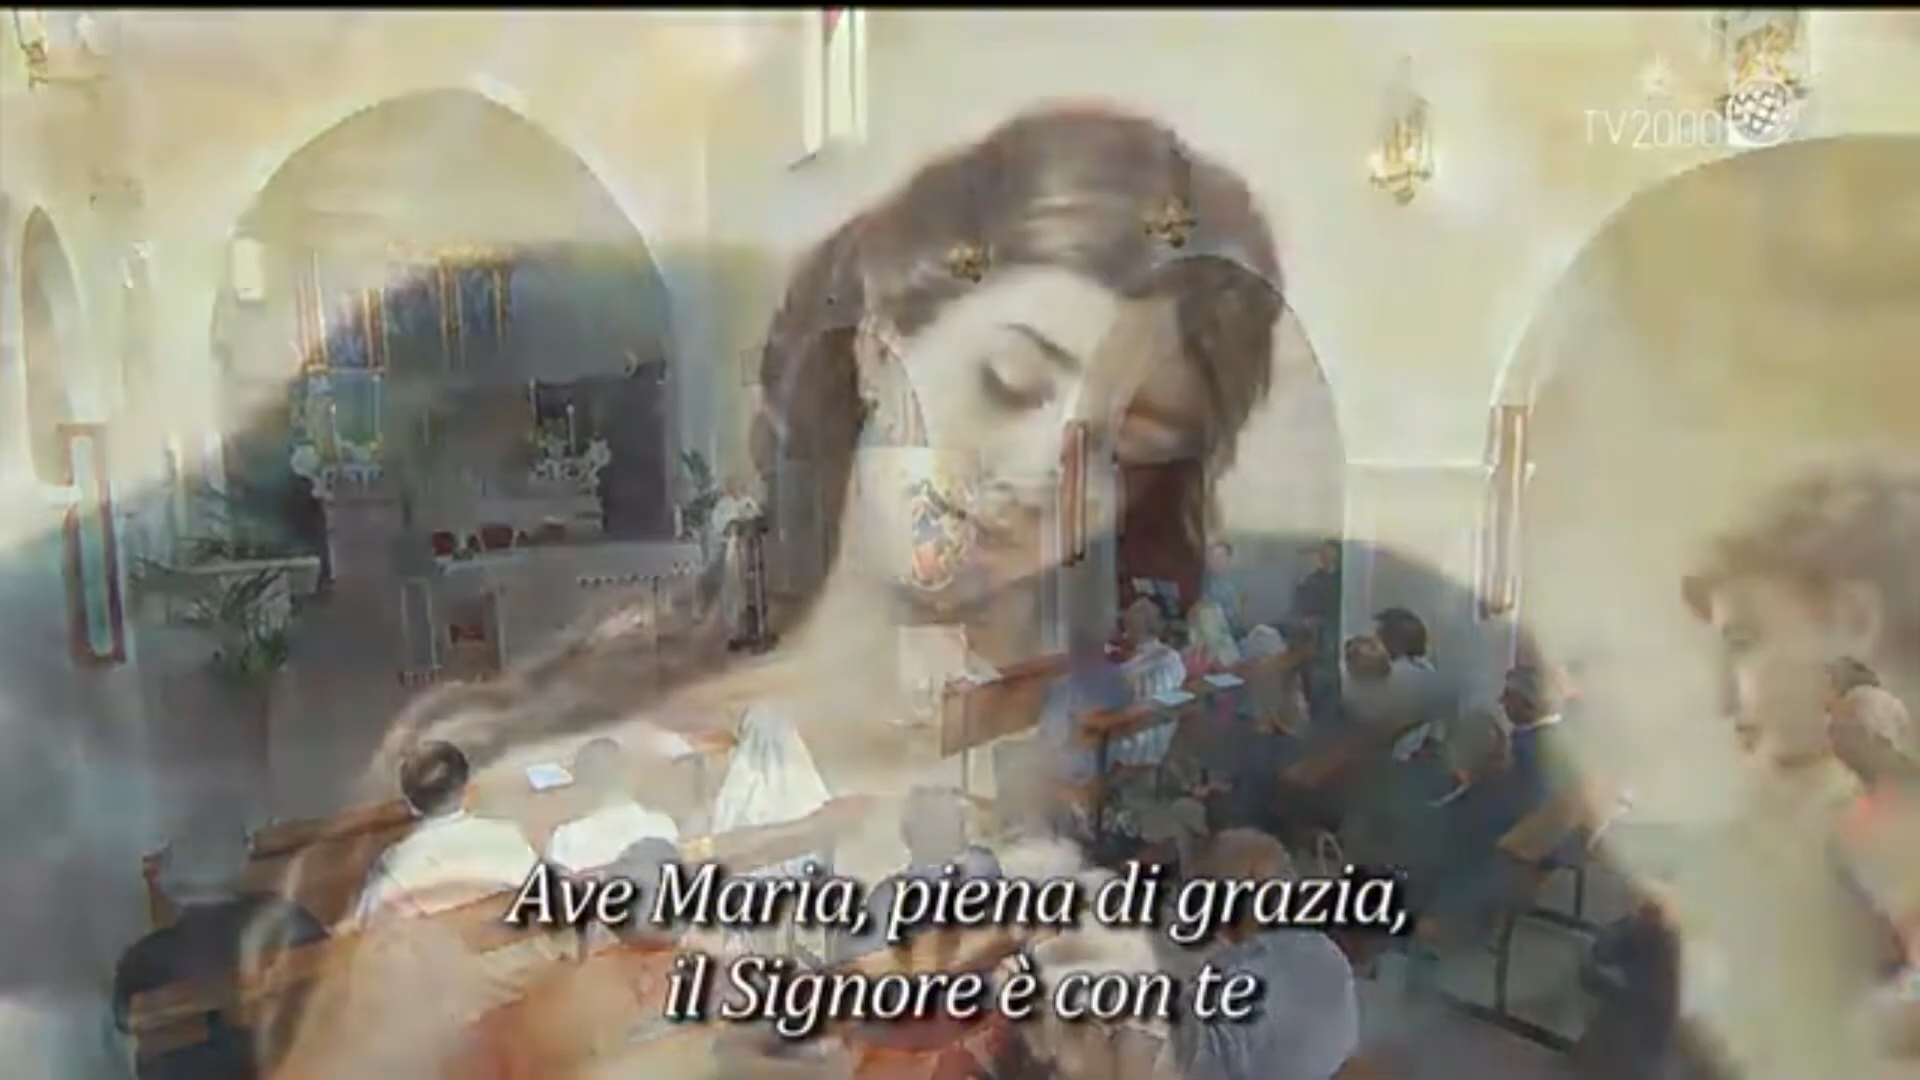 TV2000
Ave Maria, piena di grazia,
il Signore è con te